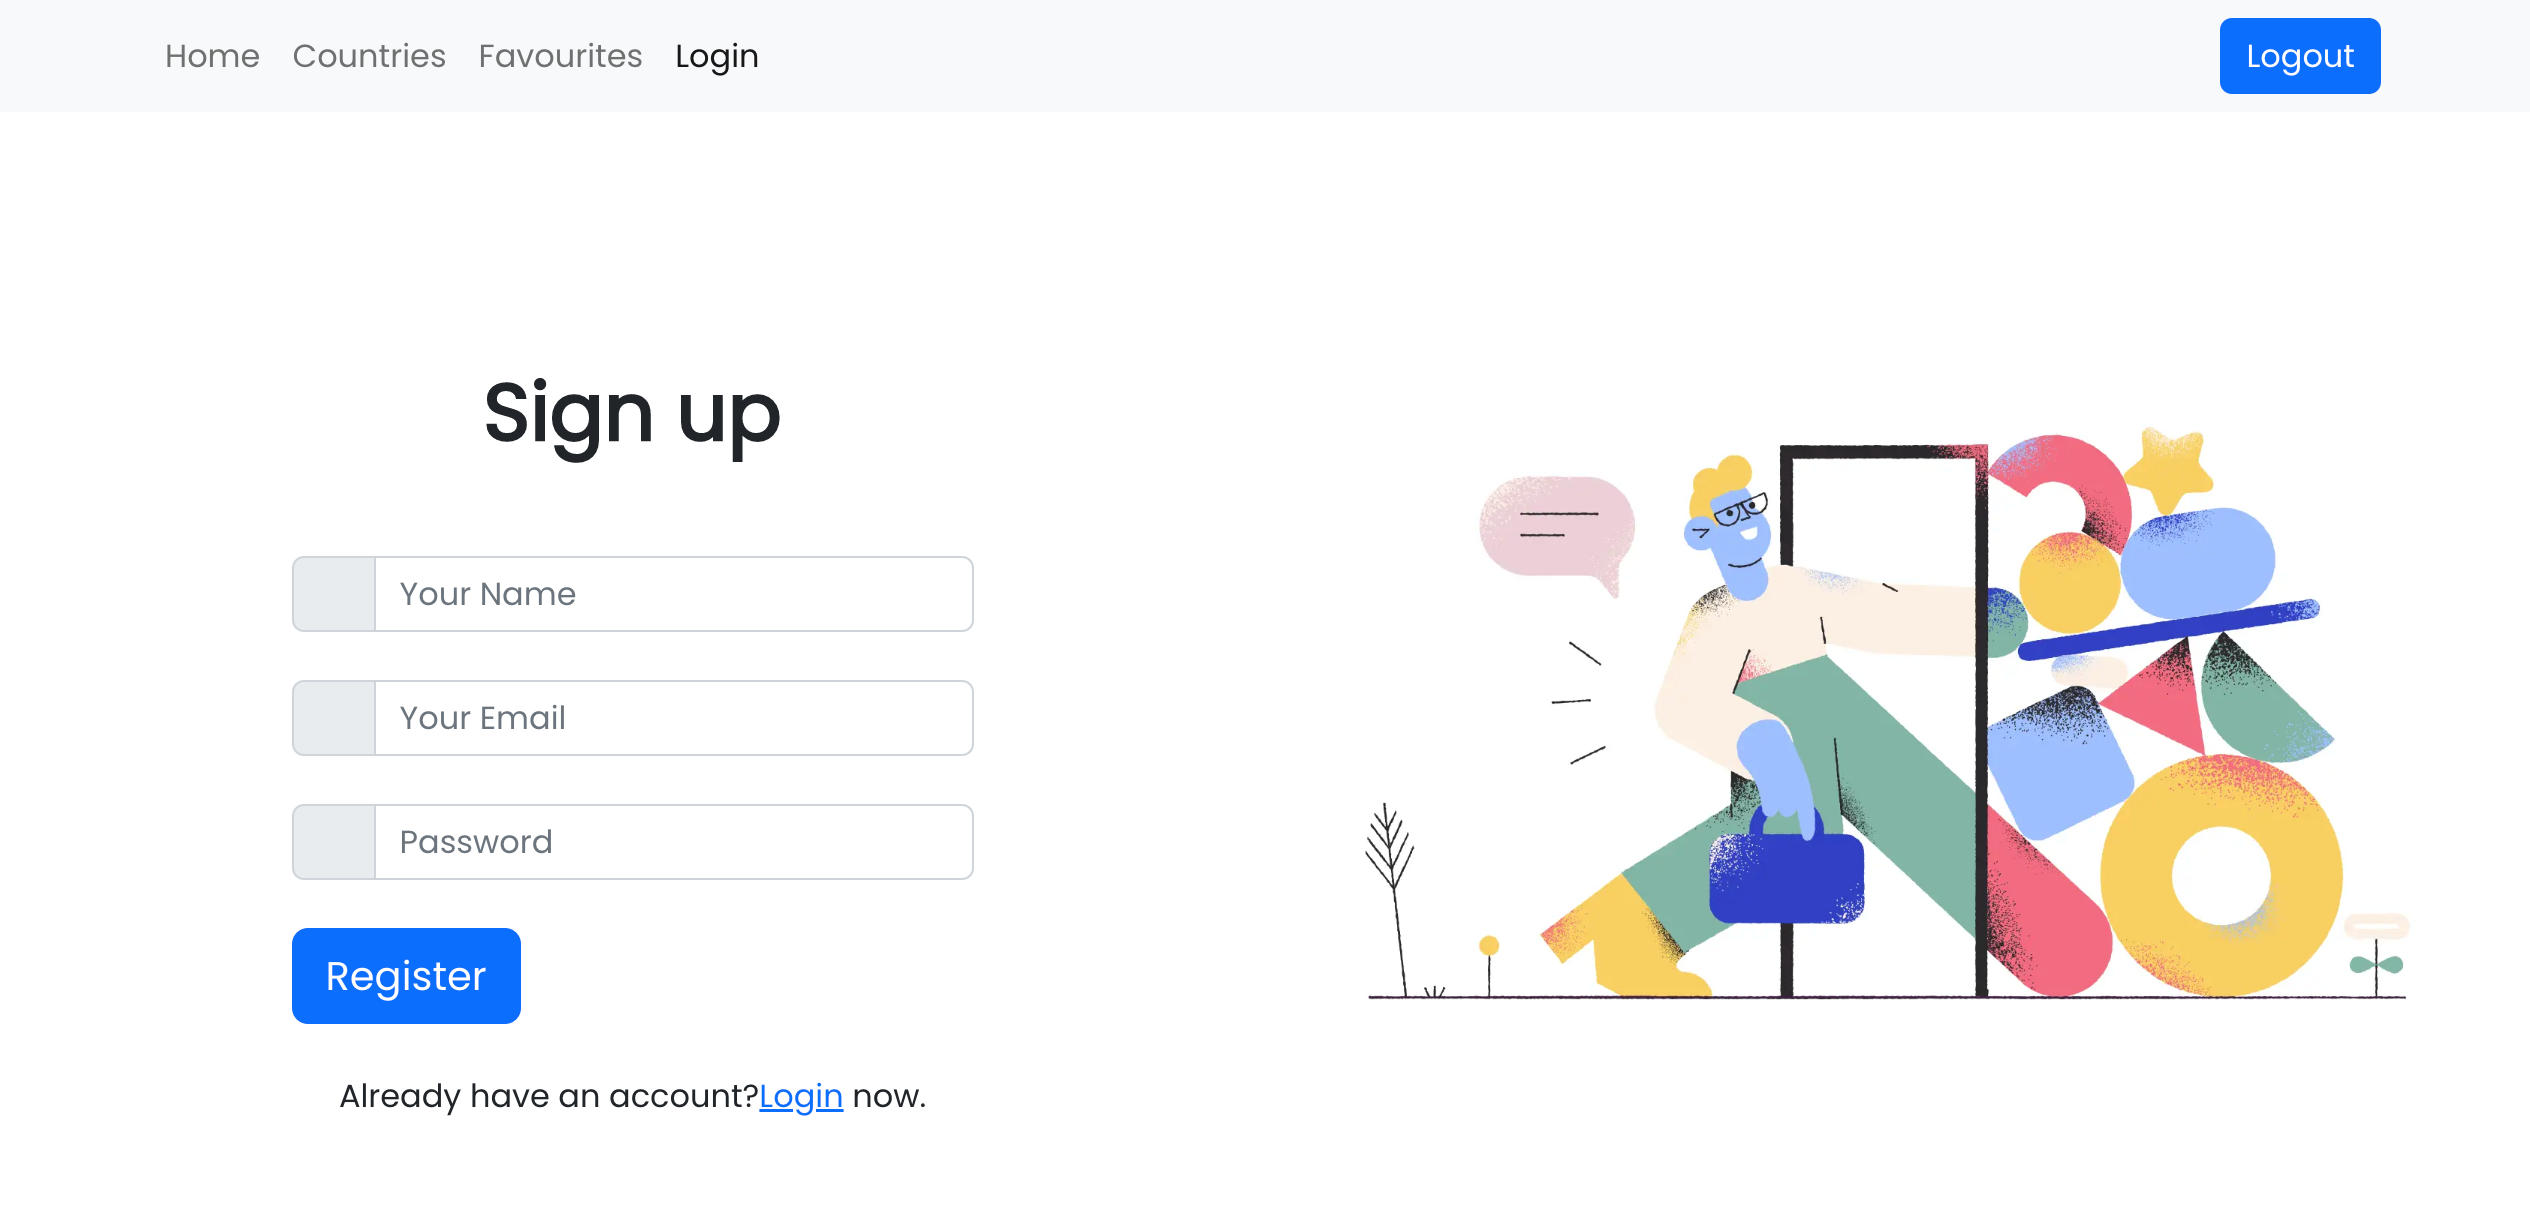 Home Countries Favourites Login Logout
Sign up
Your Name
Your Email
Password
Register
Already have an account?Login now.